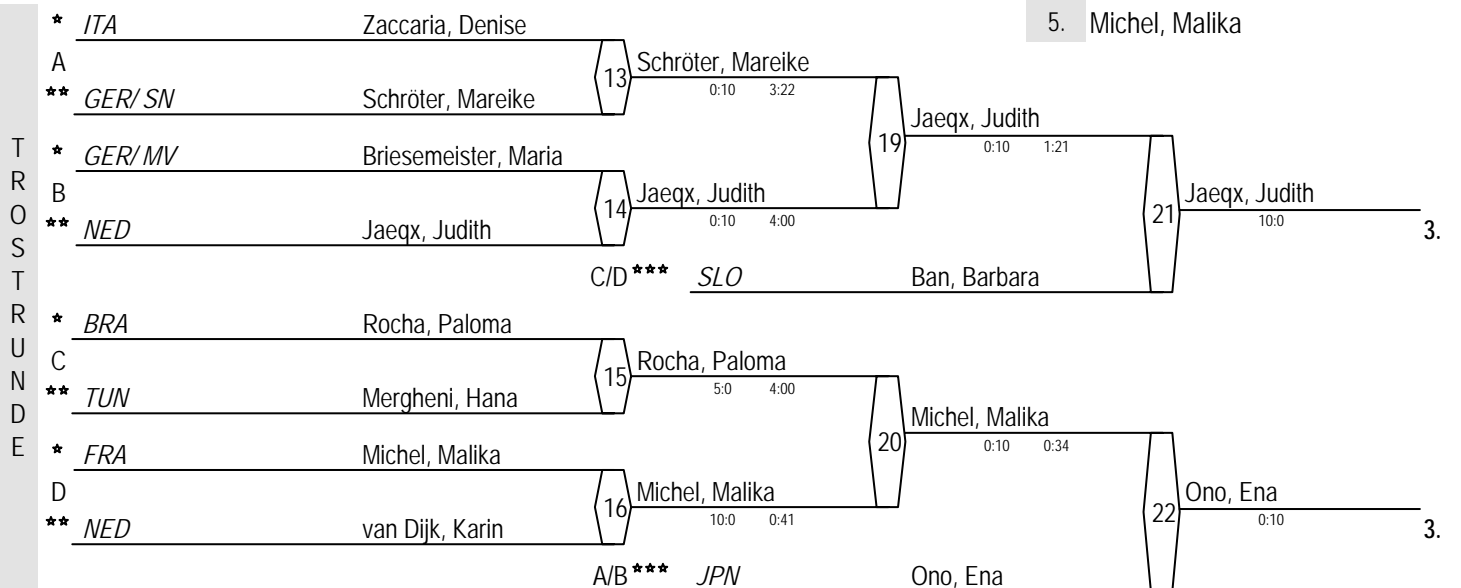 TROSTRUNDE
* ITA Zaccaria, Denise
5. Michel, Malika
A
13 Schröter, Mareike
0:10 3:22
** GER/SN Schröter, Mareike
Jaeqx, Judith
19
0:10 1:21
* GER/MV Briesemeister, Maria
B
14 Jaeqx, Judith
0:10 4:00
21 Jaeqx, Judith
10:0
3.
** NED Jaeqx, Judith
C/D *** SLO Ban, Barbara
* BRA Rocha, Paloma
C
15 Rocha, Paloma
5:0 4:00
** TUN Mergheni, Hana
Michel, Malika
20
0:10 0:34
* FRA Michel, Malika
D
16 Michel, Malika
10:0 0:41
22 Ono, Ena
0:10
3.
** NED van Dijk, Karin
A/B *** JPN Ono, Ena